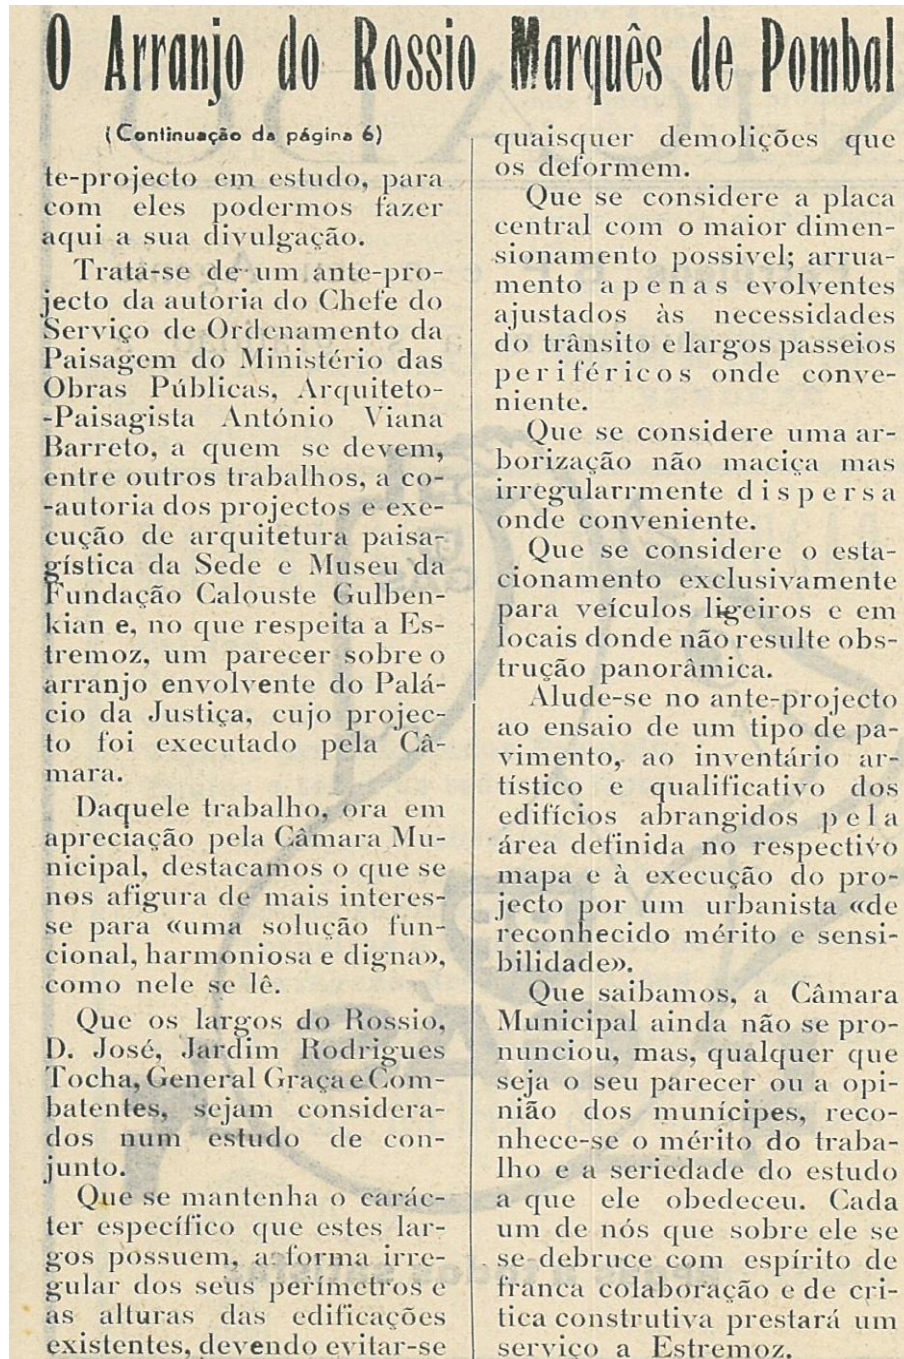 O Arranjo do Rossio Marquês de Pombal
(Continuação da página 6)
te-projecto em estudo, para
com eles podermos fazer
aqui a sua divulgação.
Trata-se de um ante-pro-
jecto da autoria do Chefe do
Serviço de Ordenamento da
Paisagem do Ministério das
Obras Públicas, Arquiteto-
-Paisagista António Viana
Barreto, a quem se devem,
entre outros trabalhos, a co-
-autoria dos projectos e exe-
cução de arquitetura paisa-
gística da Sede e Museu da
Fundação Calouste Gulben-
kian e, no que respeita a Es-
tremoz, um parecer sobre o
arranjo envolvente do Palá-
cio da Justiça, cujo projec-
to foi executado pela Câ-
mara.
Daquele trabalho, ora em
apreciação pela Câmara Mu-
nicipal, destacamos o que se
nos afigura de mais interes-
se para «uma solução fun-
cional, harmoniosa e digna»,
como nele se lê.
Que os largos do Rossio,
D. José, Jardim Rodrigues
Tocha, General Graça e Com-
batentes, sejam considera-
dos num estudo de con-
junto.
Que se mantenha o carác-
ter específico que estes lar-
gos possuem, a forma irre-
gular dos seus perímetros e
as alturas das edificações
existentes, devendo evitar-se
quaisquer demolições que
os deformem.
Que se considere a placa
central com o maior dimen-
sionamento possivel; arrua-
mento apenas evolventes
ajustados às necessidades
do trânsito e largos passeios
periféricos onde conve-
niente.
Que se considere uma ar-
borização não maciça mas
irregularrmente dispersa
onde conveniente.
Que se considere o esta-
cionamento exclusivamente
para veículos ligeiros e em
locais donde não resulte obs-
trução panorâmica.
Alude-se no ante-projecto
ao ensaio de um tipo de pa-
vimento, ao inventário ar-
tístico e qualificativo dos
edifícios abrangidos pela
área definida no respectivo
mapa e à execução do pro-
jecto por um urbanista «de
reconhecido mérito e sensi-
bilidade».
Que saibamos, a Câmara
Municipal ainda não se pro-
nunciou, mas, qualquer que
seja o seu parecer ou a opi-
nião dos munícipes, reco-
nhece-se o mérito do traba-
lho e a seriedade do estudo
a que ele obedeceu. Cada
um de nós que sobre ele se
se debruce com espírito de
franca colaboração e de crí-
tica construtiva prestará um
serviço a Estremoz.